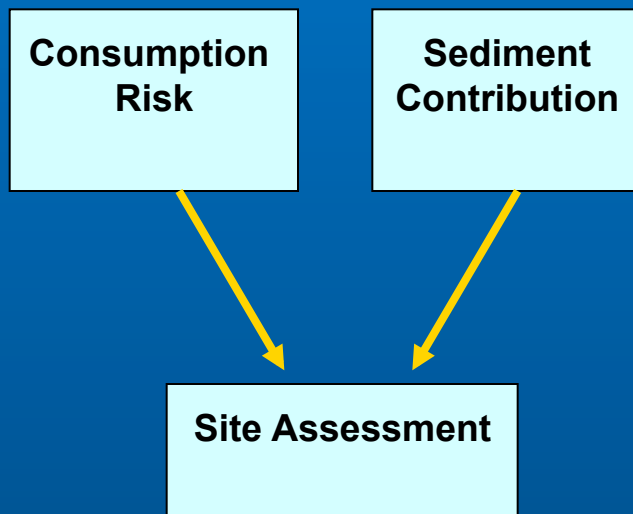 Consumption
Risk
Sediment
Contribution
Site Assessment